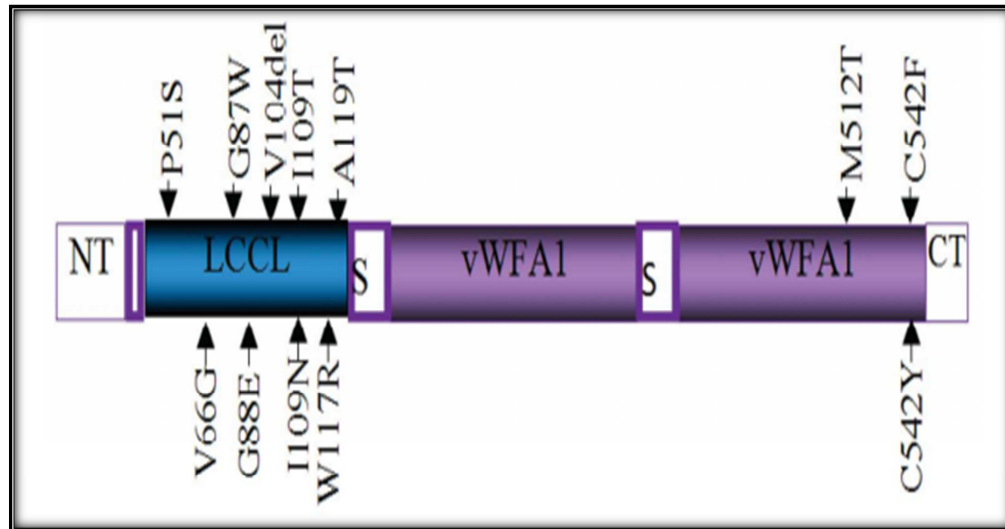 P51S
G87W
V104del
I109T
A119T
M512T
C542F
NT
LCCL
S
vWFA1
S
vWFA1
CT
V66G
G88E
I109N
W117R
C542Y